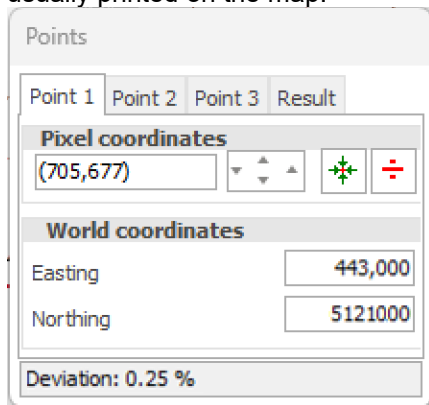 usually printed on the map.
Points
Point 1 Point 2 Point 3 Result
Pixel coordinates
(705,677)
World coordinates
Easting 443,000
Northing 5121000
Deviation: 0.25 %